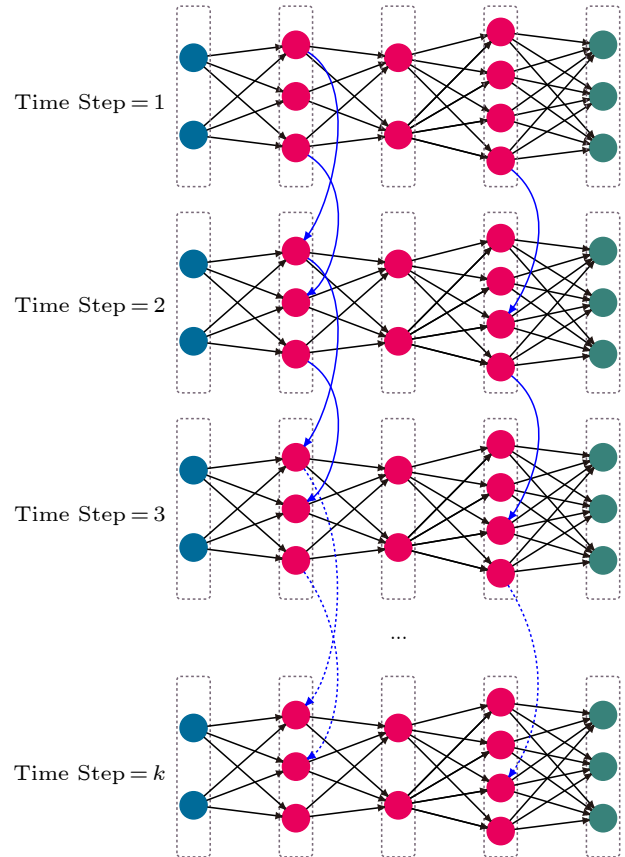 Time Step = 1
Time Step = 2
Time Step = 3
...
Time Step = k